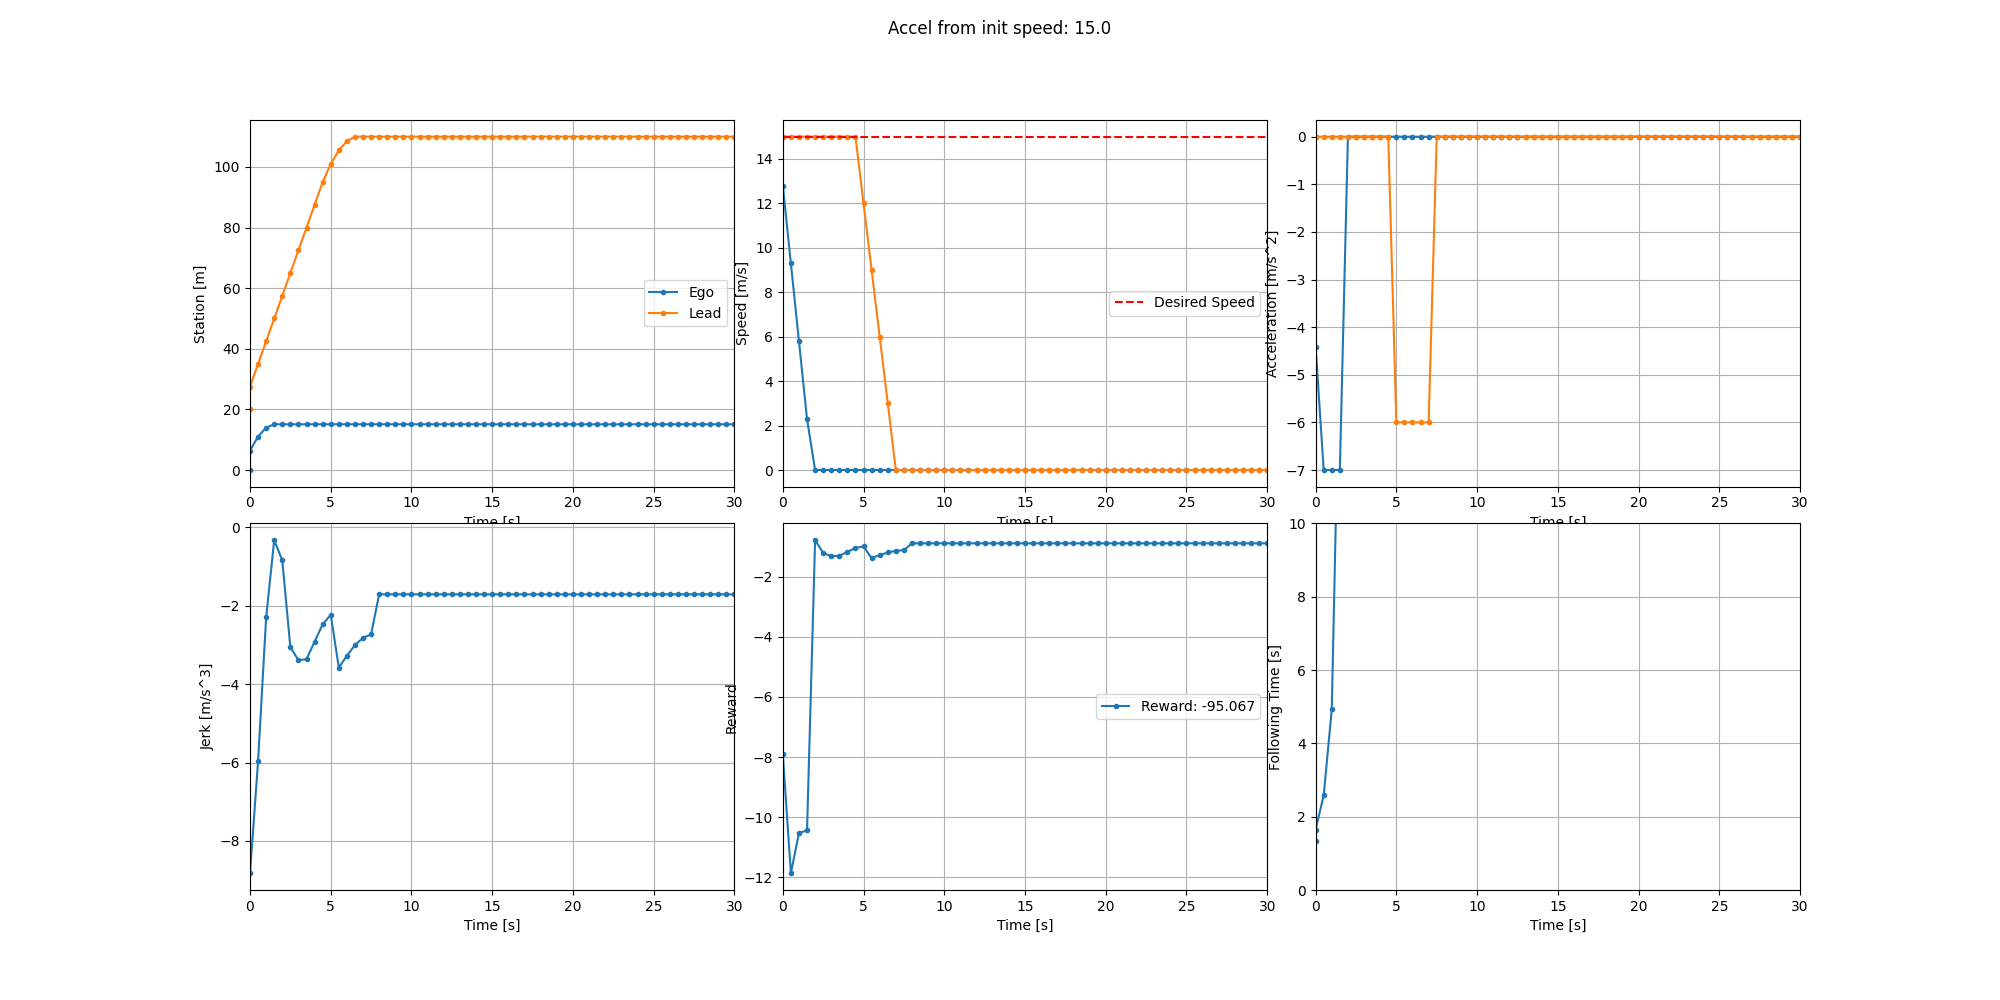 Accel from init speed: 15.0
Station [m]
100
80
60
40
20
0
Ego
Lead
0 5 10 15 20 25 30
Time [s]
Speed [m/s]
14
12
10
8
6
4
2
0
Desired Speed
0 5 10 15 20 25 30
Time [s]
Acceleration [m/s^2]
0
−1
−2
−3
−4
−5
−6
−7
0 5 10 15 20 25 30
Time [s]
Jerk [m/s^3]
0
−2
−4
−6
−8
0 5 10 15 20 25 30
Time [s]
Reward
−2
−4
−6
−8
−10
−12
Reward: -95.067
0 5 10 15 20 25 30
Time [s]
Following Time [s]
10
8
6
4
2
0
0 5 10 15 20 25 30
Time [s]